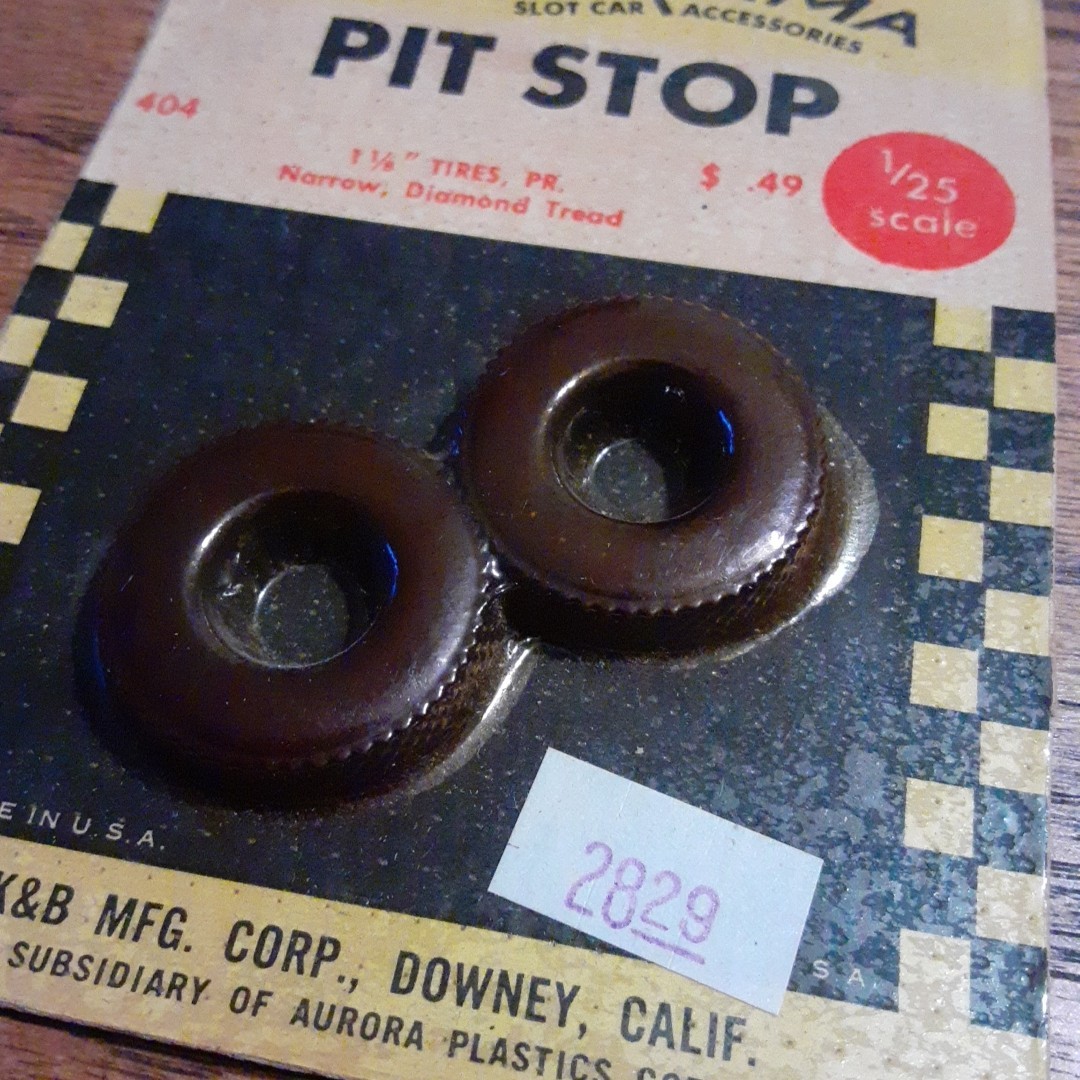 SLOT CAR ACCESSORIES
PIT STOP
404
1 1/8" TIRES, PR.
Narrow, Diamond Tread
$ .49
1/25
scale
E IN U.S.A.
2829
S A.
K&B MFG. CORP., DOWNEY, CALIF.
SUBSIDIARY OF AURORA PLASTICS